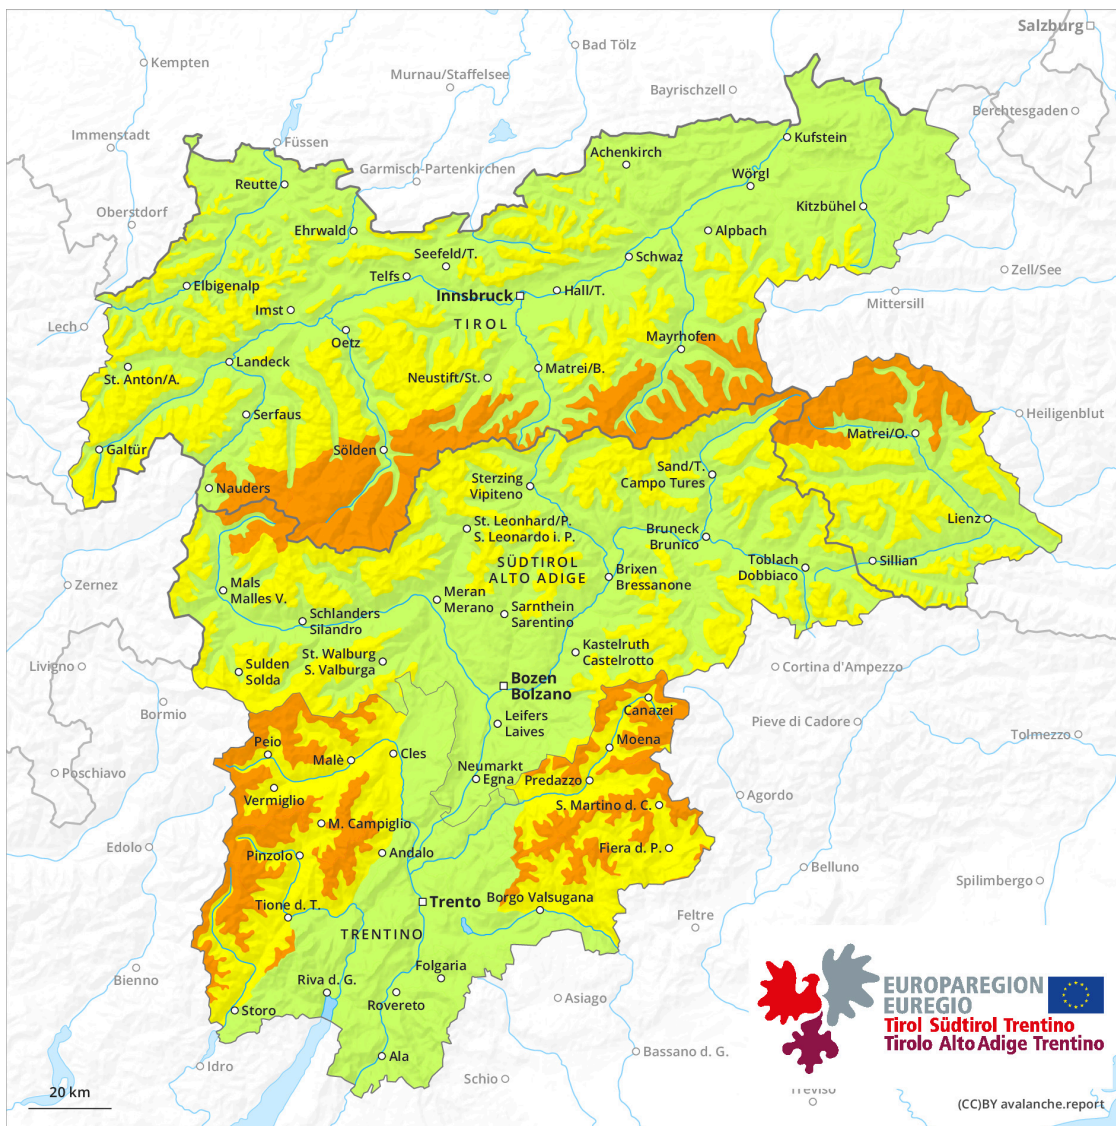 Salzburg
Bad Tölz
Kempten
Murnau/Staffelsee
Bayrischzell
Berchtesgaden
Immenstadt
Füssen
Kufstein
Achenkirch
Garmisch-Partenkirchen
Wörgl
Reutte
Kitzbühel
Oberstdorf
Ehrwald
Alpbach
Seefeld/T.
Schwaz
Zell/See
Telfs
Elbigenalp
Hall/T.
Innsbruck
Mittersill
Imst
TIROL
Lech
Oetz
Mayrhofen
Landeck
Matrei/B.
St. Anton/A.
Neustift/St.
Serfaus
Heiligenblut
Matrei/O.
Galtür
Sölden
Sand/T.
Campo Tures
Sterzing
Vipiteno
Nauders
Lienz
St. Leonhard/P.
S. Leonardo i. P.
Bruneck
Brunico
SÜDTIROL
ALTO ADIGE
Toblach
Dobbiaco
Sillian
Brixen
Bressanone
Zernez
Mals
Malles V.
Meran
Merano
Schlanders
Silandro
Sarnthein
Sarentino
Kastelruth
Castelrotto
St. Walburg
S. Valburga
Livigno
Sulden
Solda
Cortina d'Ampezzo
Bozen
Bolzano
Bormio
Canazei
Leifers
Laives
Pieve di Cadore
Tolmezzo
Peio
Moena
Cles
Malè
Neumarkt
Egna
Poschiavo
Predazzo
Vermiglio
Agordo
S. Martino d. C.
M. Campiglio
Edolo
Fiera d. P.
Pinzolo
Andalo
Belluno
Spilimbergo
Trento
Borgo Valsugana
Tione d. T.
Feltre
TRENTINO
Folgaria
Bienno
Riva d. G.
Rovereto
Asiago
Storo
EUROPAREGION
EUREGIO
Tirol Südtirol Trentino
Tirolo Alto Adige Trentino
Ala
Bassano d. G.
Idro
Schio
Treviso
20 km
(CC)BY avalanche.report